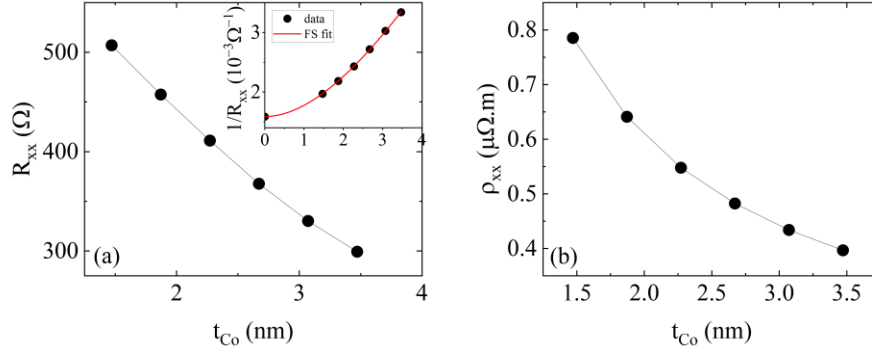 500
400
300
R_xx (Ω)
(a)
2
3
4
t_Co (nm)
3
2
1/R_xx (10^-3 Ω^-1)
data
FS fit
0
1
2
3
4
0.8
0.7
0.6
0.5
0.4
ρ_xx (μΩ.m)
(b)
1.5
2.0
2.5
3.0
3.5
t_Co (nm)